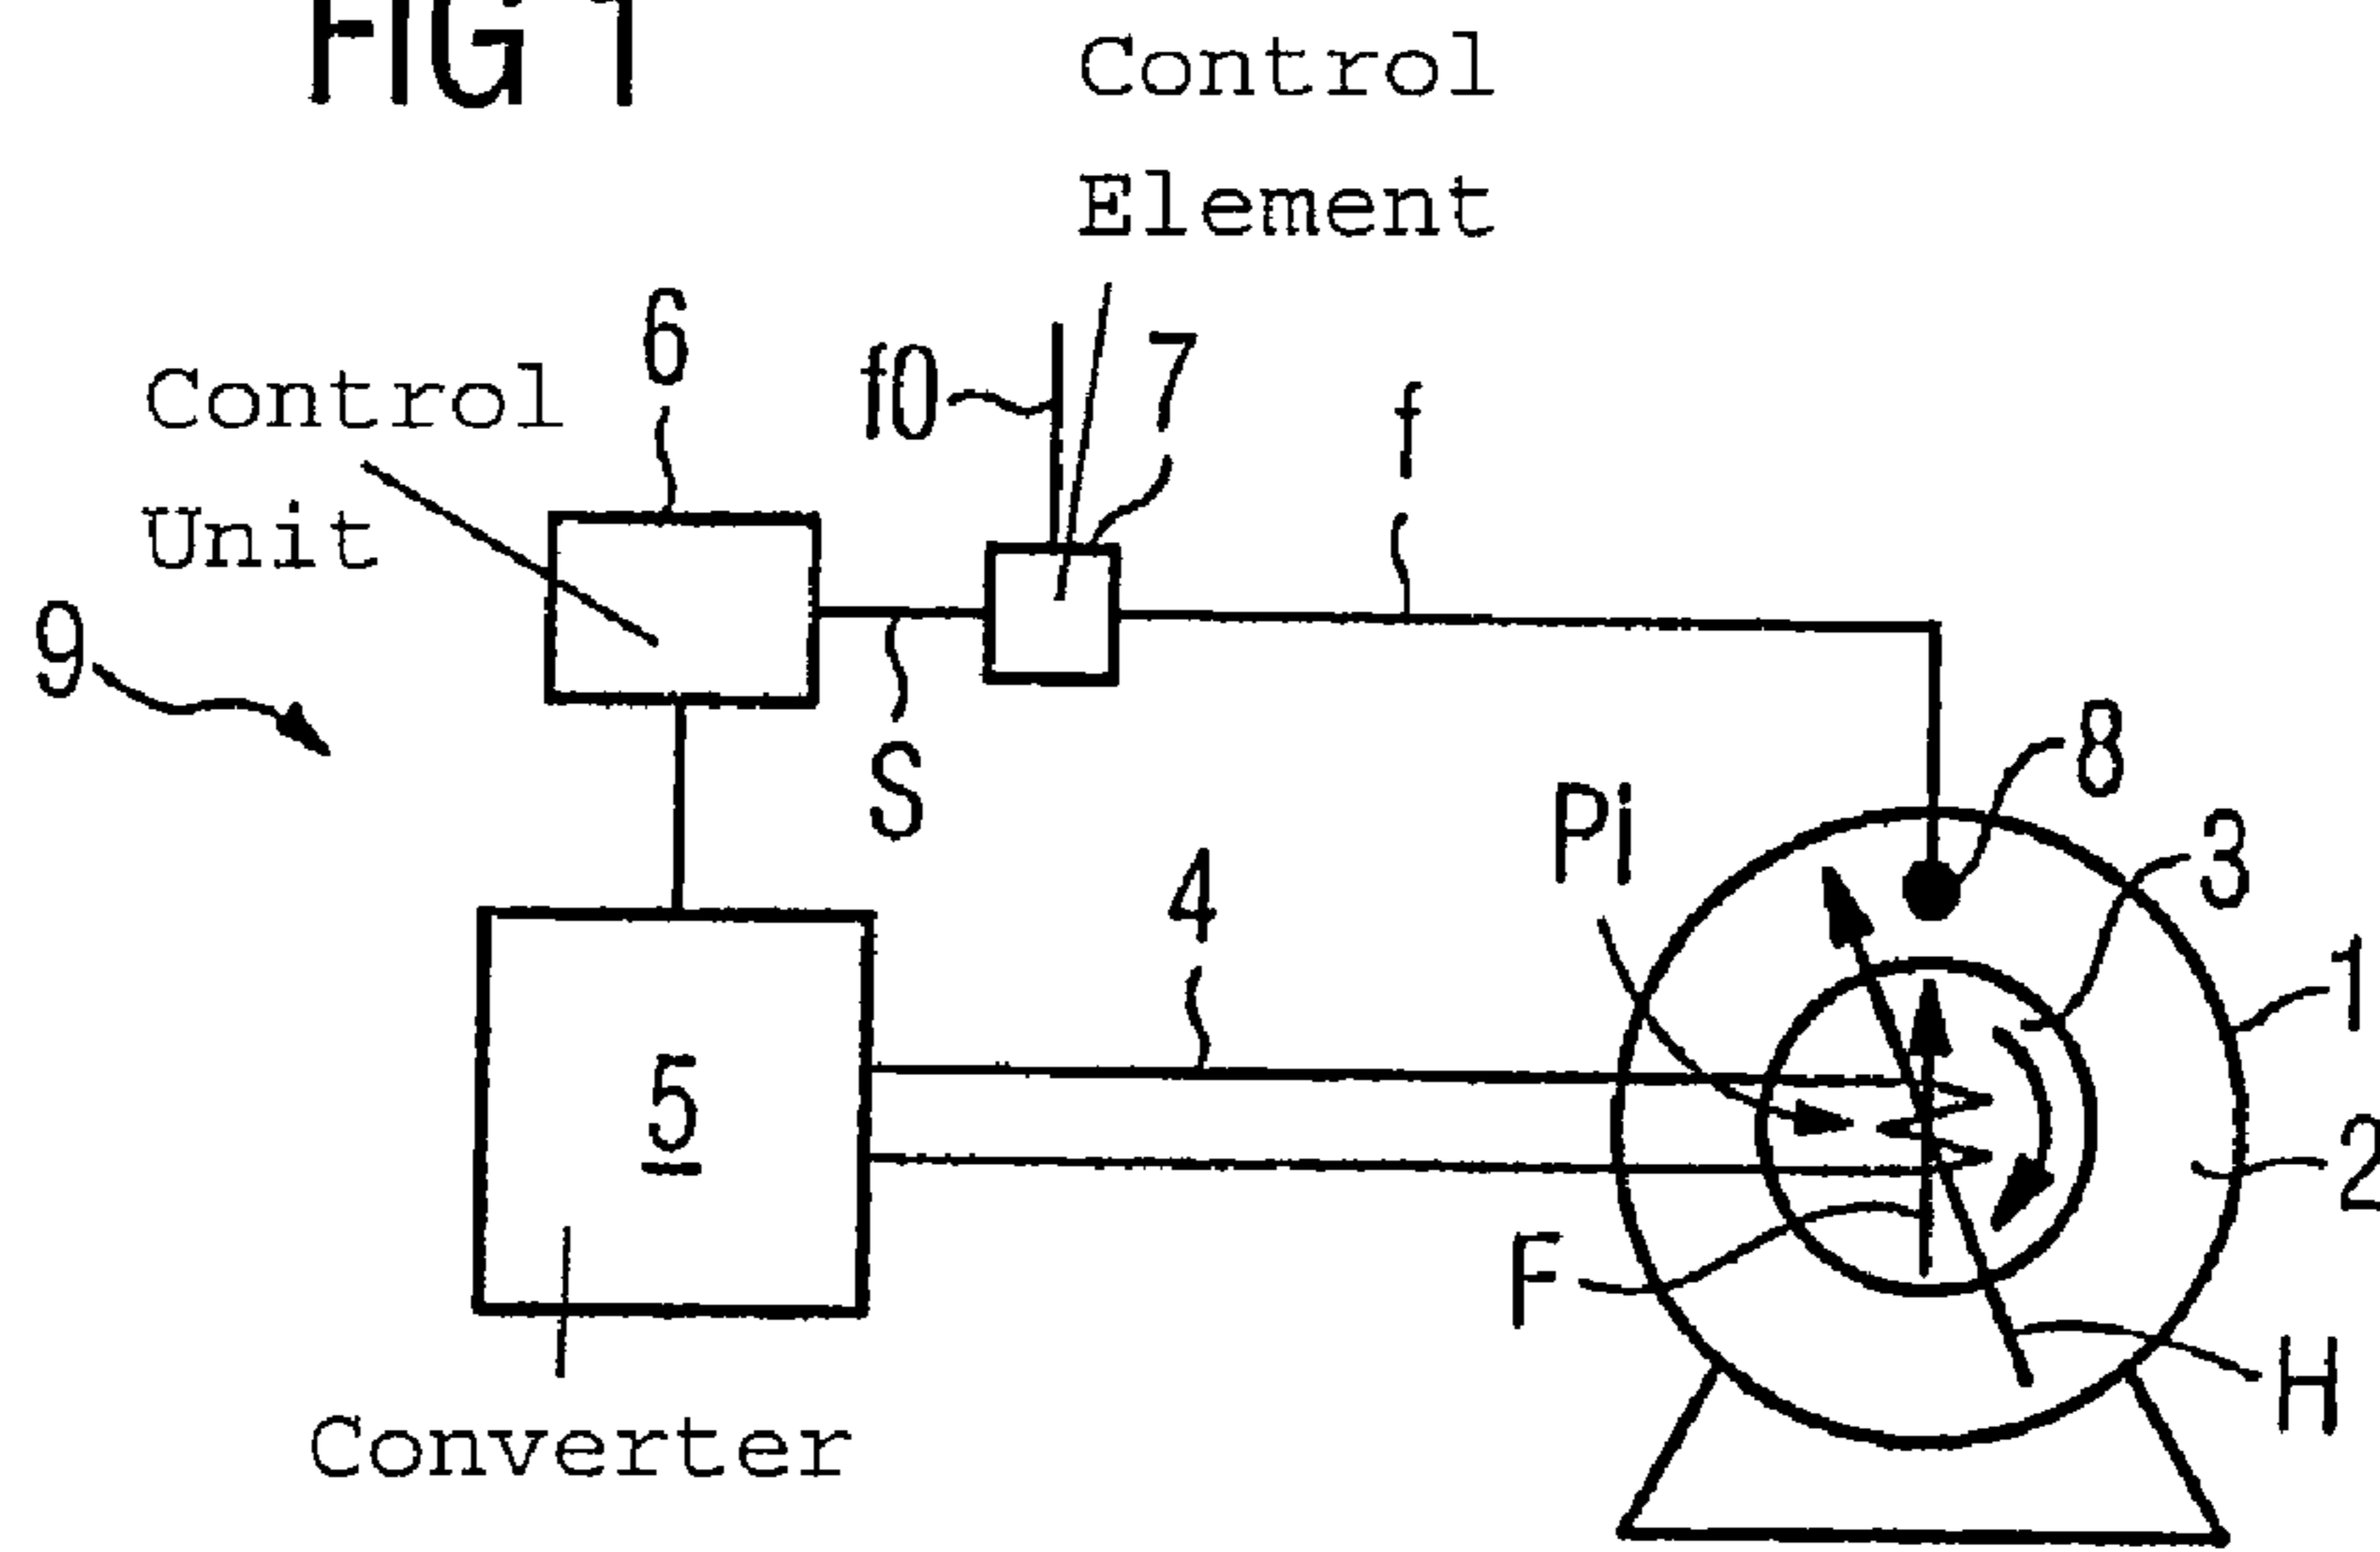 FIG 1
Control
Element
6
f0
7
f
Control
Unit
9
S
8
Pi
3
4
1
5
2
F
H
Converter